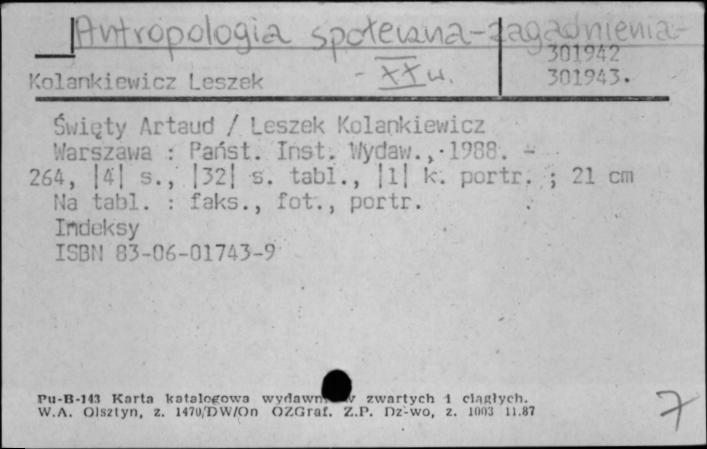 Antropologia społeczna-zagadnienia-
301942
- XX w.
Kolankiewicz Leszek 301943.
Święty Artaud / Leszek Kolankiewicz
Warszawa : Państ. Inst. Wydaw., 1988. -
264, |4| s., |32| s. tabl., |1| k. portr. ; 21 cm
Na tabl. : faks., fot., portr.
Indeksy
ISBN 83-06-01743-9
Pu-B-143 Karta katalogowa wydawn w zwartych i ciągłych.
W.A. Olsztyn, z. 1470/DW/On OZGraf. Z.P. Dz-wo, z. 1003 11.87
7